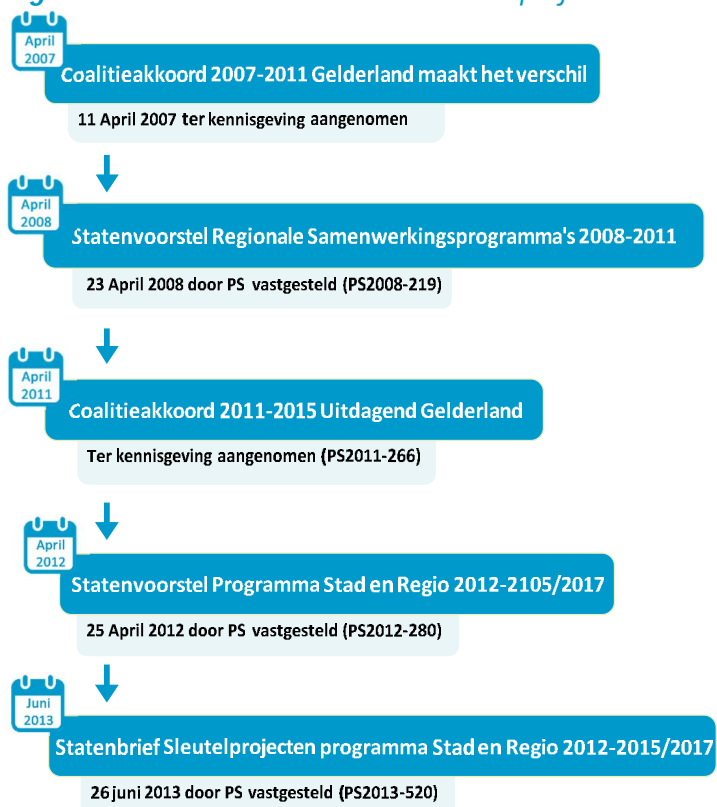 April
2007
Coalitieakkoord 2007-2011 Gelderland maakt het verschil
11 April 2007 ter kennisgeving aangenomen
April
2008
Statenvoorstel Regionale Samenwerkingsprogramma's 2008-2011
23 April 2008 door PS vastgesteld (PS2008-219)
April
2011
Coalitieakkoord 2011-2015 Uitdagend Gelderland
Ter kennisgeving aangenomen (PS2011-266)
April
2012
Statenvoorstel Programma Stad en Regio 2012-2105/2017
25 April 2012 door PS vastgesteld (PS2012-280)
Juni
2013
Statenbrief Sleutelprojecten programma Stad en Regio 2012-2015/2017
26 juni 2013 door PS vastgesteld (PS2013-520)